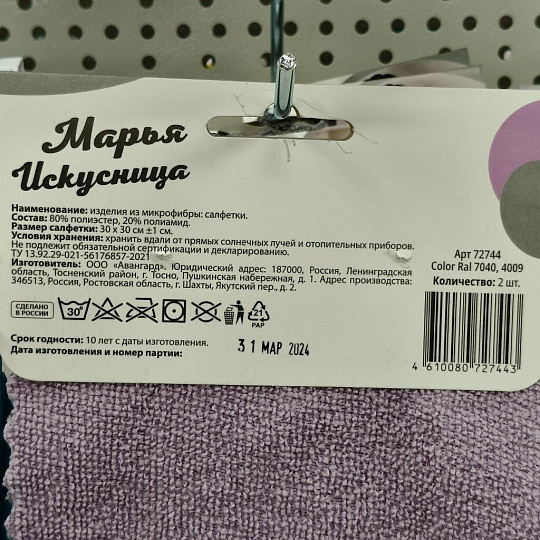 Марья
Искусница
Наименование: изделия из микрофибры: салфетки.
Состав: 80% полиэстер, 20% полиамид.
Размер салфетки: 30 х 30 см ±1 см.
Условия хранения: хранить вдали от прямых солнечных лучей и отопительных приборов.
Не подлежит обязательной сертификации и декларированию.
ТУ 13.92.29-021-56176857-2021
Изготовитель: ООО «Авангард». Юридический адрес: 187000, Россия, Ленинградская
область, Тосненский район, г. Тосно, Пушкинская набережная, д. 1. Адрес производства:
346513, Россия, Ростовская область, г. Шахты, Якутский пер., д. 2.
Арт 72744
Color Ral 7040, 4009
Количество: 2 шт.
СДЕЛАНО
В РОССИИ
30°
21
PAP
Срок годности: 10 лет с даты изготовления.
Дата изготовления и номер партии:
31 МАР 2024
4 610080 727443